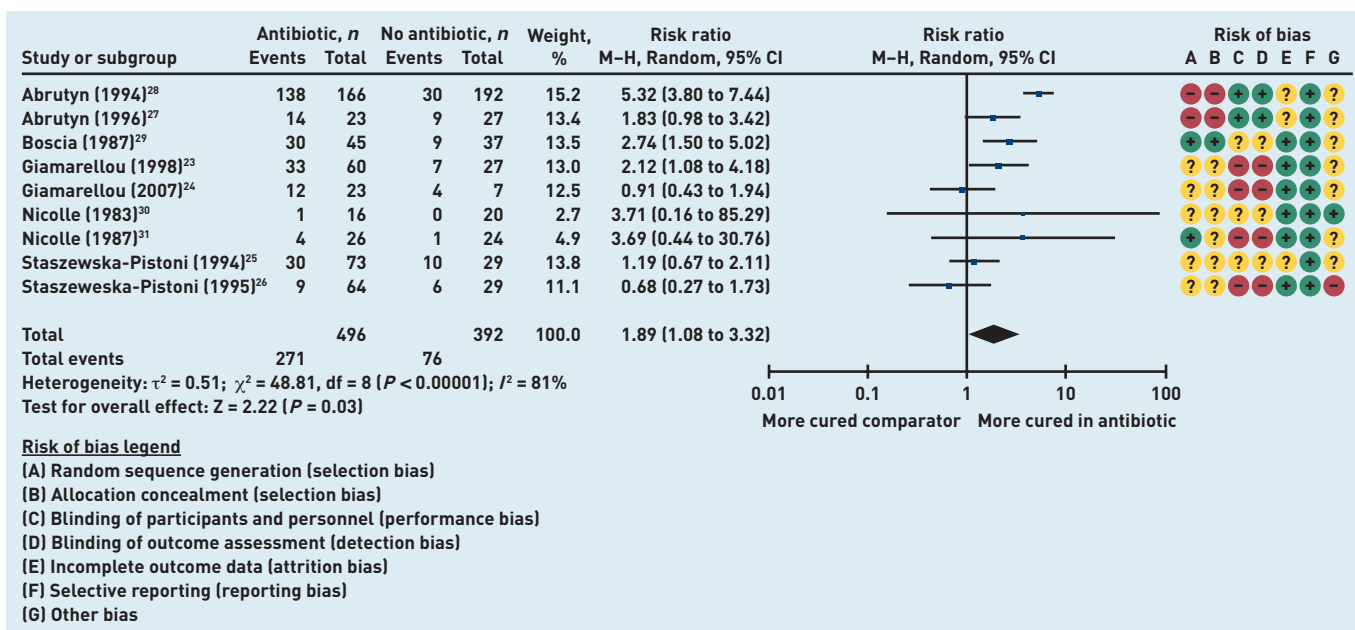 Antibiotic, n No antibiotic, n Weight, Risk ratio Risk ratio Risk of bias
Study or subgroup Events Total Events Total % M–H, Random, 95% CI M–H, Random, 95% CI A B C D E F G
Abrutyn (1994)²⁸ 138 166 30 192 15.2 5.32 (3.80 to 7.44) − − + + ? + ?
Abrutyn (1996)²⁷ 14 23 9 27 13.4 1.83 (0.98 to 3.42) − − + + ? + ?
Boscia (1987)²⁹ 30 45 9 37 13.5 2.74 (1.50 to 5.02) + + ? ? + + ?
Giamarellou (1998)²³ 33 60 7 27 13.0 2.12 (1.08 to 4.18) ? ? − − + + ?
Giamarellou (2007)²⁴ 12 23 4 7 12.5 0.91 (0.43 to 1.94) ? ? − − + + ?
Nicolle (1983)³⁰ 1 16 0 20 2.7 3.71 (0.16 to 85.29) ? ? ? ? + + +
Nicolle (1987)³¹ 4 26 1 24 4.9 3.69 (0.44 to 30.76) + ? − − + + ?
Staszewska-Pistoni (1994)²⁵ 30 73 10 29 13.8 1.19 (0.67 to 2.11) ? ? ? ? ? + ?
Staszeweska-Pistoni (1995)²⁶ 9 64 6 29 11.1 0.68 (0.27 to 1.73) ? ? − − + + −
Total 496 392 100.0 1.89 (1.08 to 3.32)
Total events 271 76
Heterogeneity: τ² = 0.51; χ² = 48.81, df = 8 (P < 0.00001); I² = 81%
Test for overall effect: Z = 2.22 (P = 0.03)
0.01 0.1 1 10 100
More cured comparator More cured in antibiotic
Risk of bias legend
(A) Random sequence generation (selection bias)
(B) Allocation concealment (selection bias)
(C) Blinding of participants and personnel (performance bias)
(D) Blinding of outcome assessment (detection bias)
(E) Incomplete outcome data (attrition bias)
(F) Selective reporting (reporting bias)
(G) Other bias